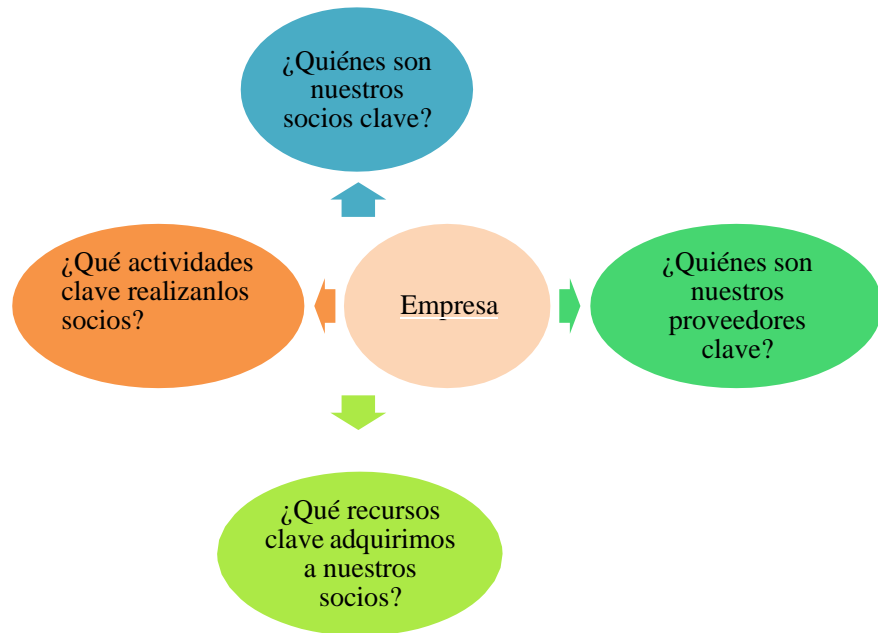 ¿Quiénes son
nuestros
socios clave?
¿Qué actividades
clave realizanlos
socios?
Empresa
¿Quiénes son
nuestros
proveedores
clave?
¿Qué recursos
clave adquirimos
a nuestros
socios?